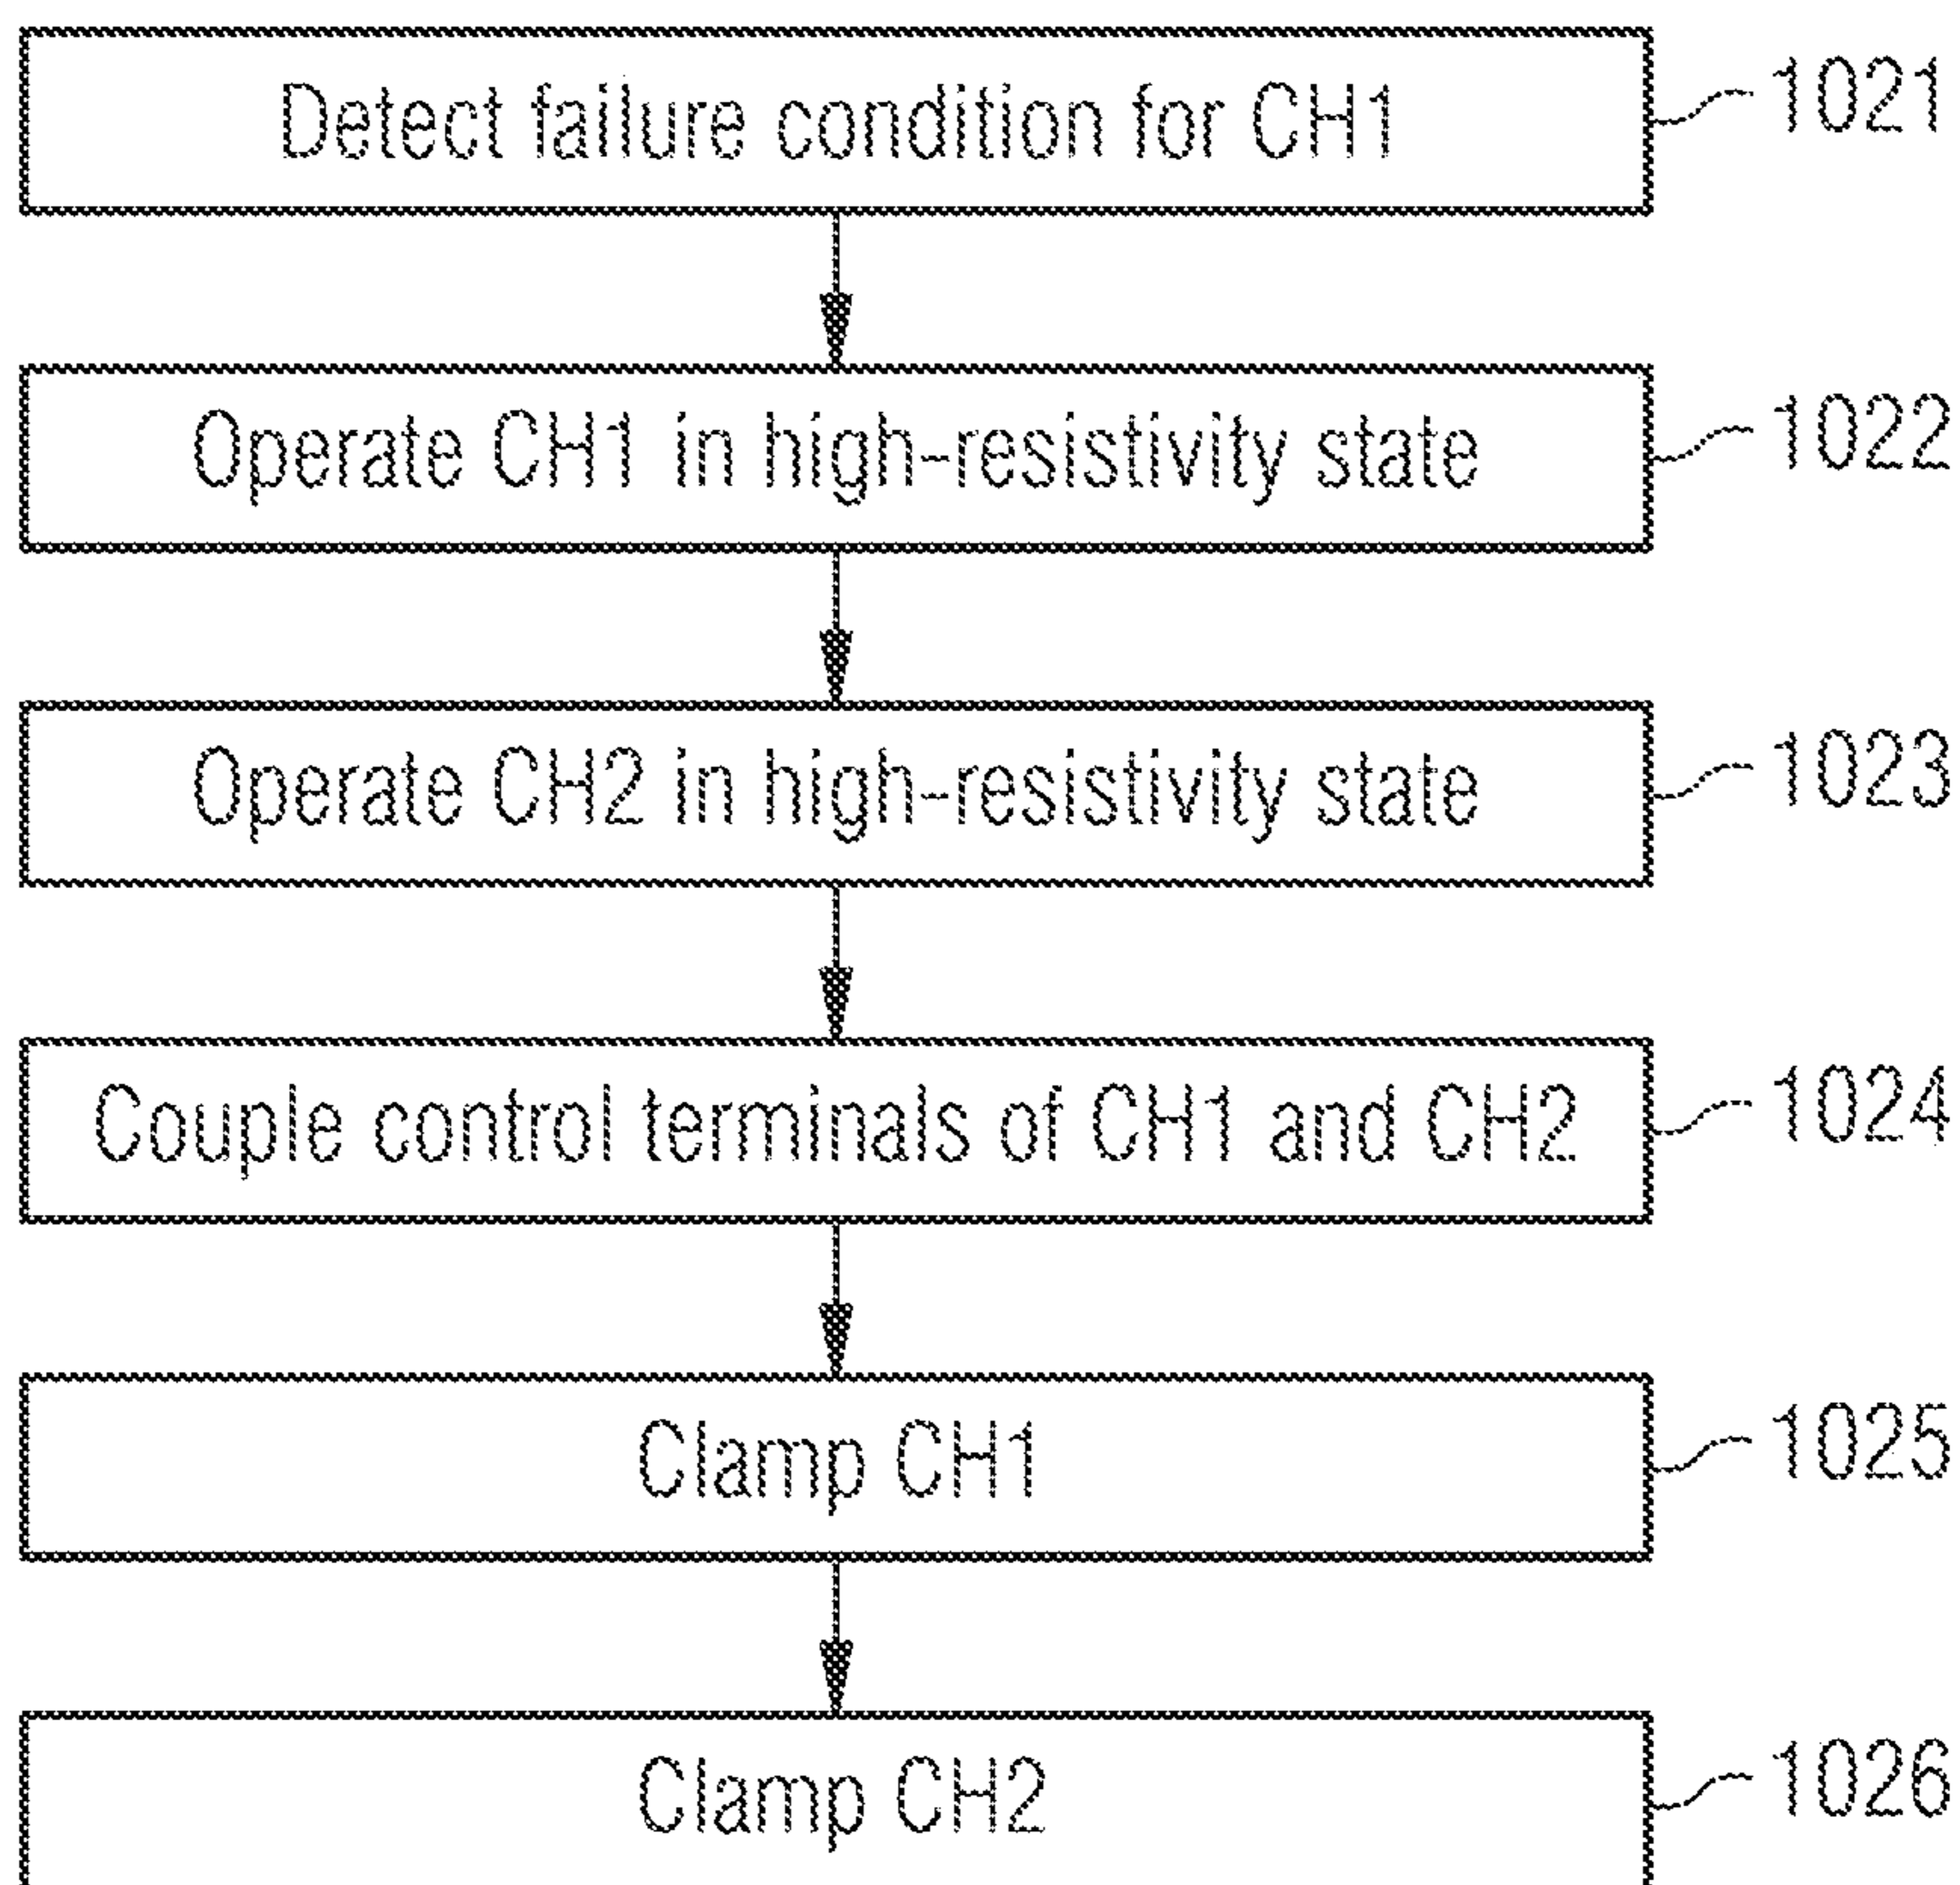 Detect failure condition for CH1
1021
Operate CH1 in high-resistivity state
1022
Operate CH2 in high-resistivity state
1023
Couple control terminals of CH1 and CH2
1024
Clamp CH1
1025
Clamp CH2
1026